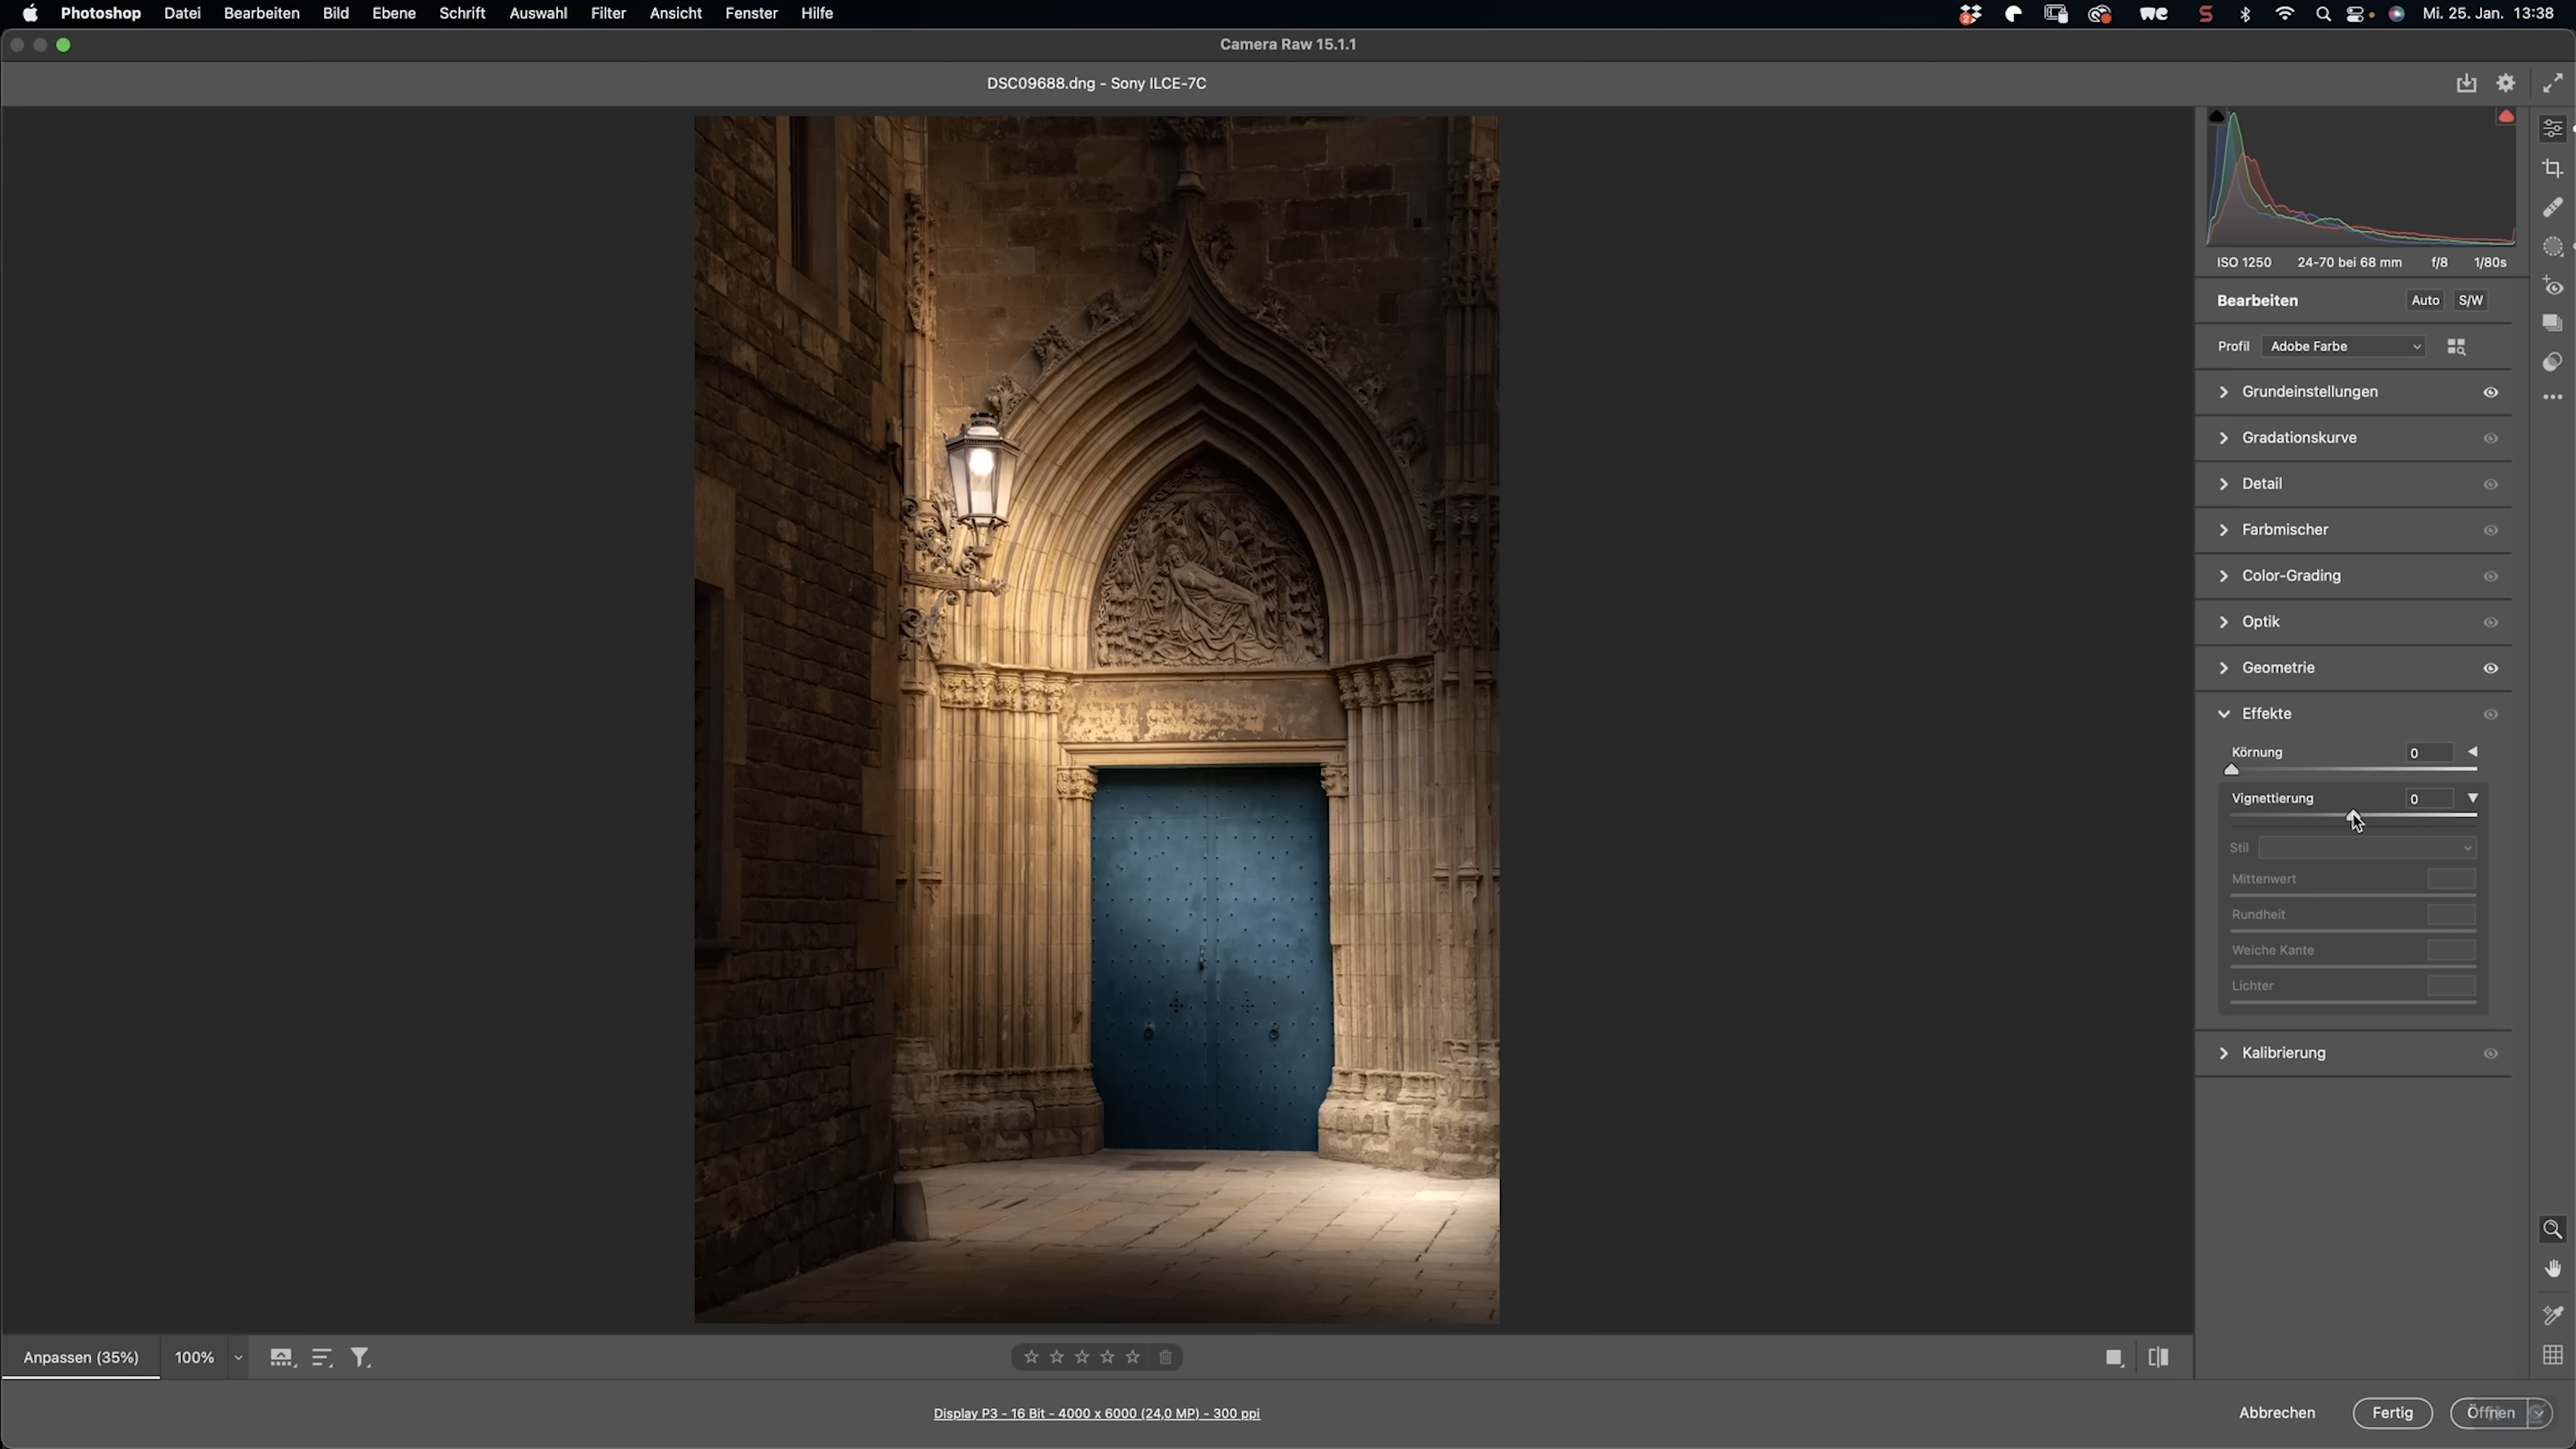 Photoshop Datei Bearbeiten Bild Ebene Schrift Auswahl Filter Ansicht Fenster Hilfe Mi. 25. Jan. 13:38
Camera Raw 15.1.1
DSC09688.dng - Sony ILCE-7C
ISO 1250 24-70 bei 68 mm f/8 1/80s
Bearbeiten Auto S/W
Profil Adobe Farbe
Grundeinstellungen
Gradationskurve
Detail
Farbmischer
Color-Grading
Optik
Geometrie
Effekte
Körnung 0
Vignettierung 0
Stil
Mittenwert
Rundheit
Weiche Kante
Lichter
Kalibrierung
Anpassen (35%) 100%
Display P3 - 16 Bit - 4000 x 6000 (24,0 MP) - 300 ppi
Abbrechen Fertig Öffnen